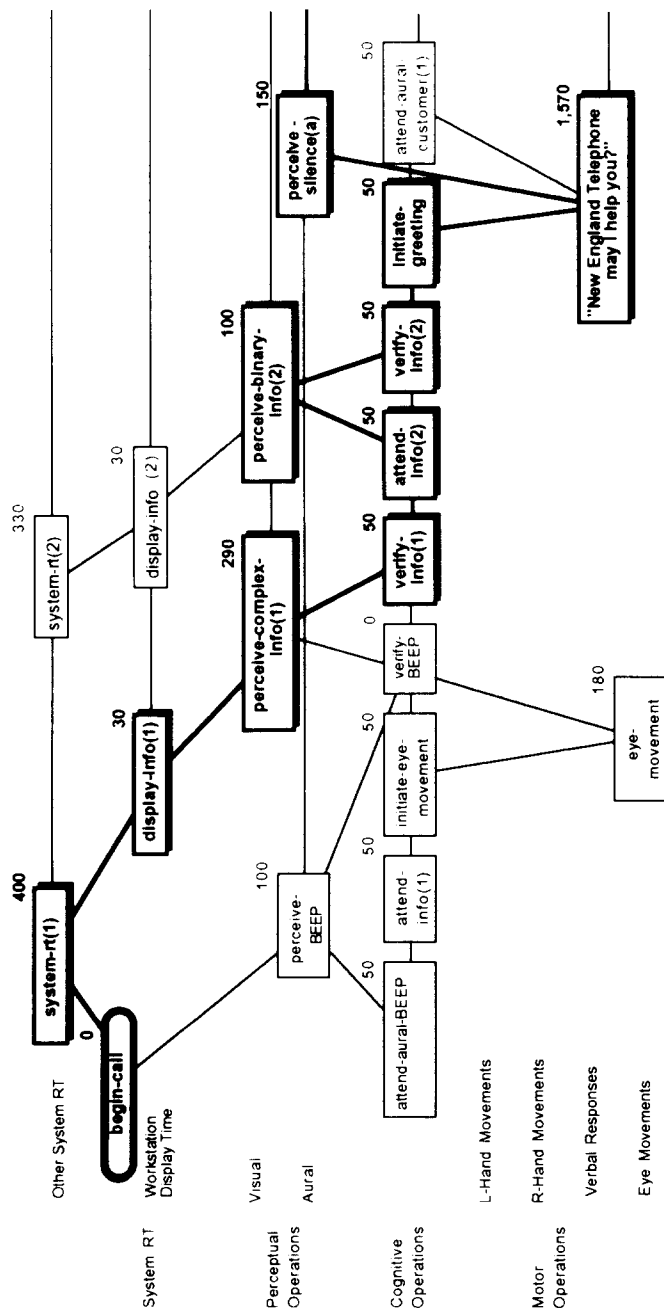 Other System RT
System RT
Workstation
Display Time
Perceptual
Operations
Visual
Aural
Cognitive
Operations
L-Hand Movements
Motor
Operations
R-Hand Movements
Verbal Responses
Eye Movements
begin-call
0
system-rt(1)
400
system-rt(2)
330
display-info(1)
30
display-info (2)
30
perceive-complex-
info(1)
290
perceive-binary-
info(2)
100
perceive-
BEEP
100
perceive -
silence(a)
150
attend-aural-BEEP
50
attend-
info(1)
50
initiate-eye-
movement
50
verify-
BEEP
0
verify-
info(1)
50
attend-
info(2)
50
verify-
info(2)
50
initiate-
greeting
50
attend-aural-
customer(1)
50
"New England Telephone
may I help you?"
1,570
eye-
movement
180